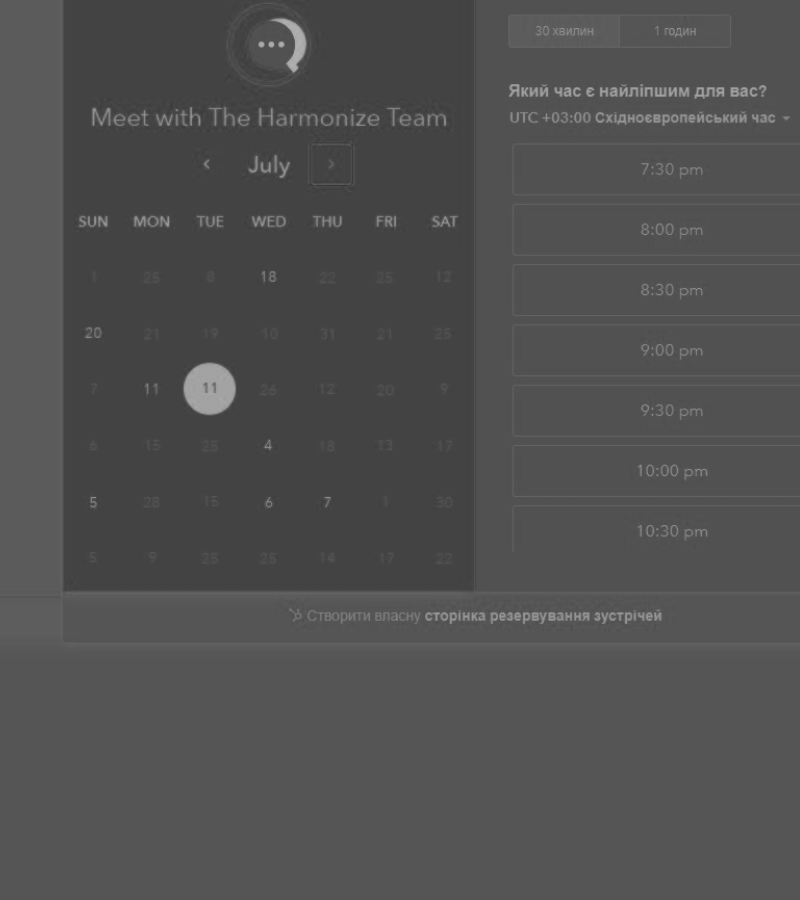 Meet with The Harmonize Team
July
SUN MON TUE WED THU FRI SAT
1 25 8 18 22 25 12
20 21 19 10 31 21 25
7 11 11 26 12 20 9
6 15 25 4 13 17
5 28 15 6 7 1 30
5 9 25 25 14 17 22
30 хвилин 1 годин
Який час є найліпшим для вас?
UTC +03:00 Східноєвропейський час
7:30 pm
8:00 pm
8:30 pm
9:00 pm
9:30 pm
10:00 pm
10:30 pm
Створити власну сторінка резервування зустрічей